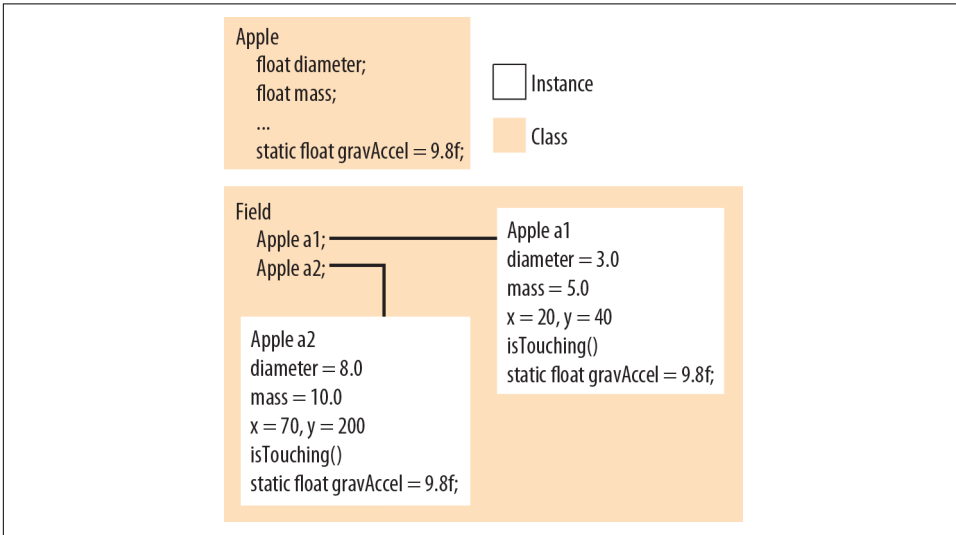 Apple
float diameter;
float mass;
...
static float gravAccel = 9.8f;
Instance
Class
Field
Apple a1;
Apple a2;
Apple a1
diameter = 3.0
mass = 5.0
x = 20, y = 40
isTouching()
static float gravAccel = 9.8f;
Apple a2
diameter = 8.0
mass = 10.0
x = 70, y = 200
isTouching()
static float gravAccel = 9.8f;